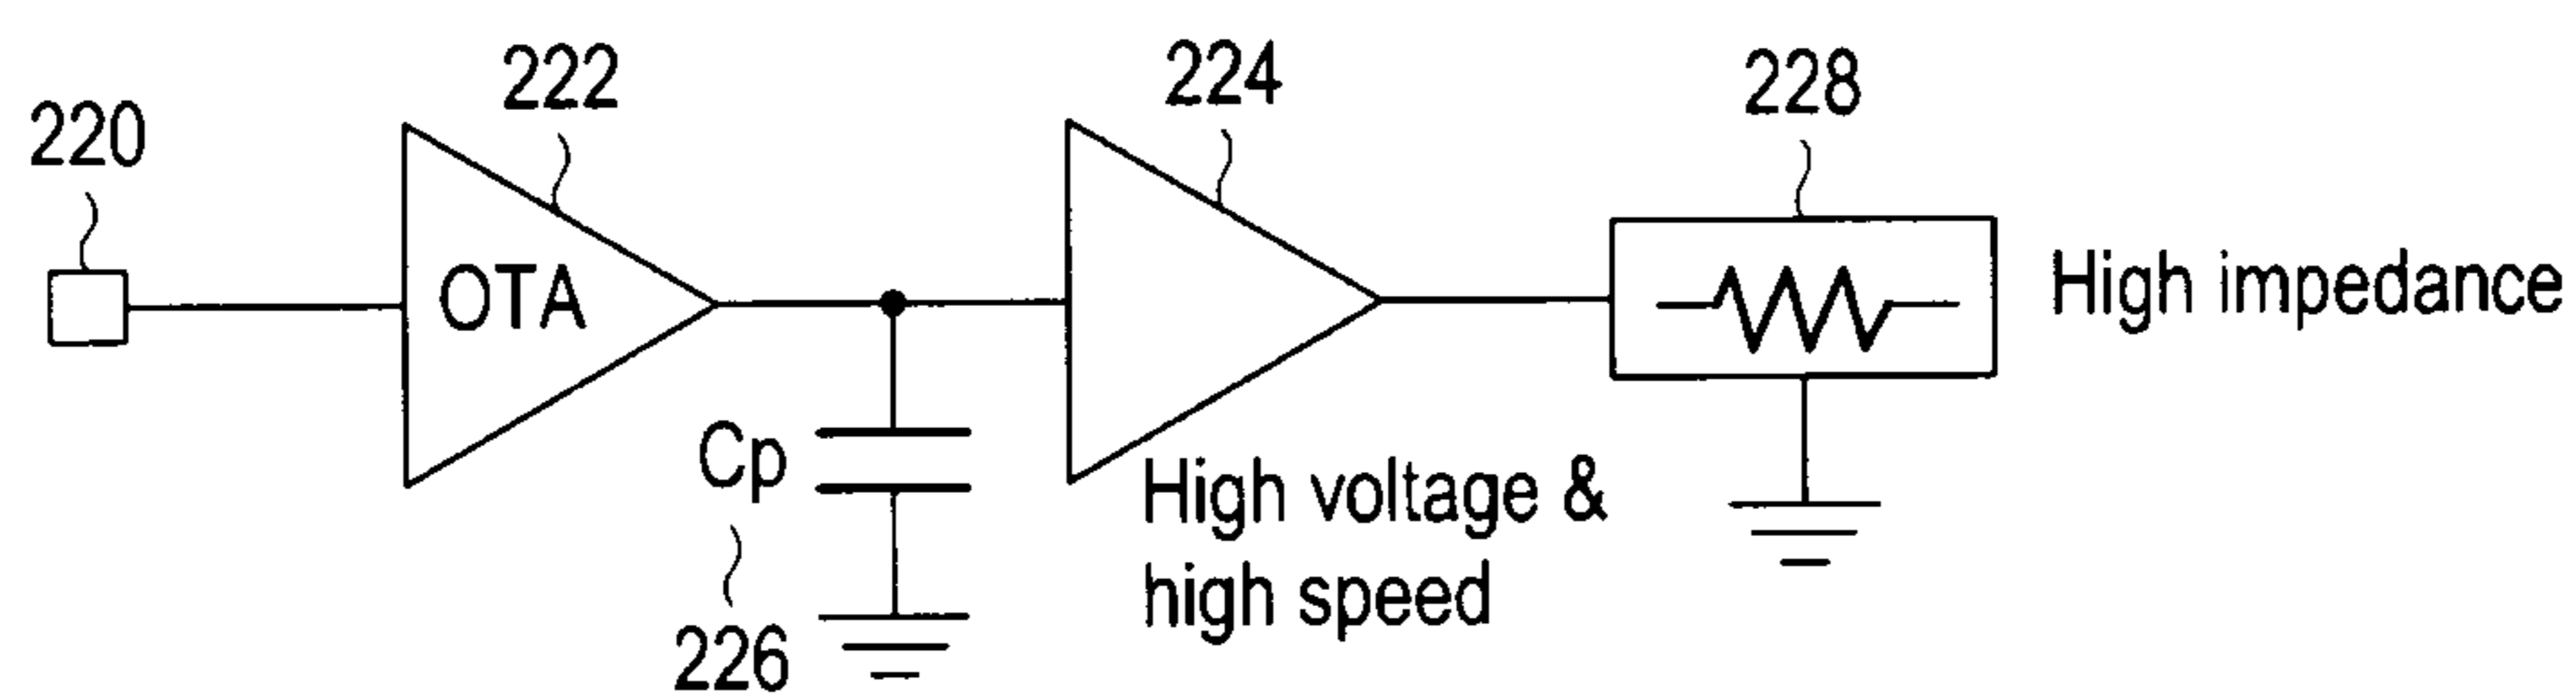 220
222
224
228
OTA
High impedance
Cp
High voltage &
high speed
226